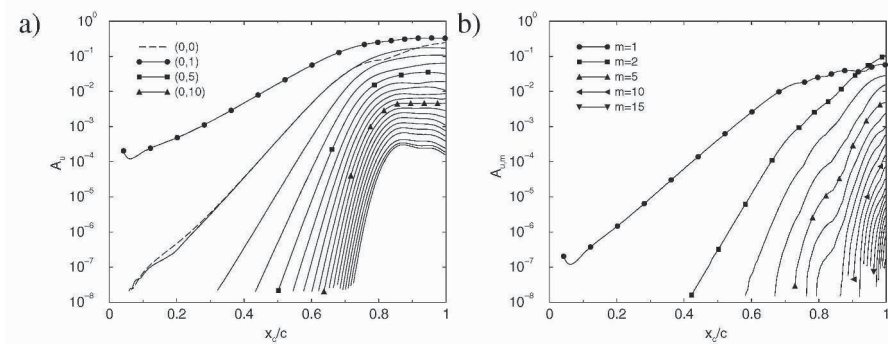 a)
10⁰
10⁻¹
10⁻²
10⁻³
10⁻⁴
10⁻⁵
10⁻⁶
10⁻⁷
10⁻⁸
A_u
(0,0)
(0,1)
(0,5)
(0,10)
0 0.2 0.4 0.6 0.8 1
x_c/c
b)
10⁰
10⁻¹
10⁻²
10⁻³
10⁻⁴
10⁻⁵
10⁻⁶
10⁻⁷
10⁻⁸
A_u,m
m=1
m=2
m=5
m=10
m=15
0 0.2 0.4 0.6 0.8 1
x_c/c